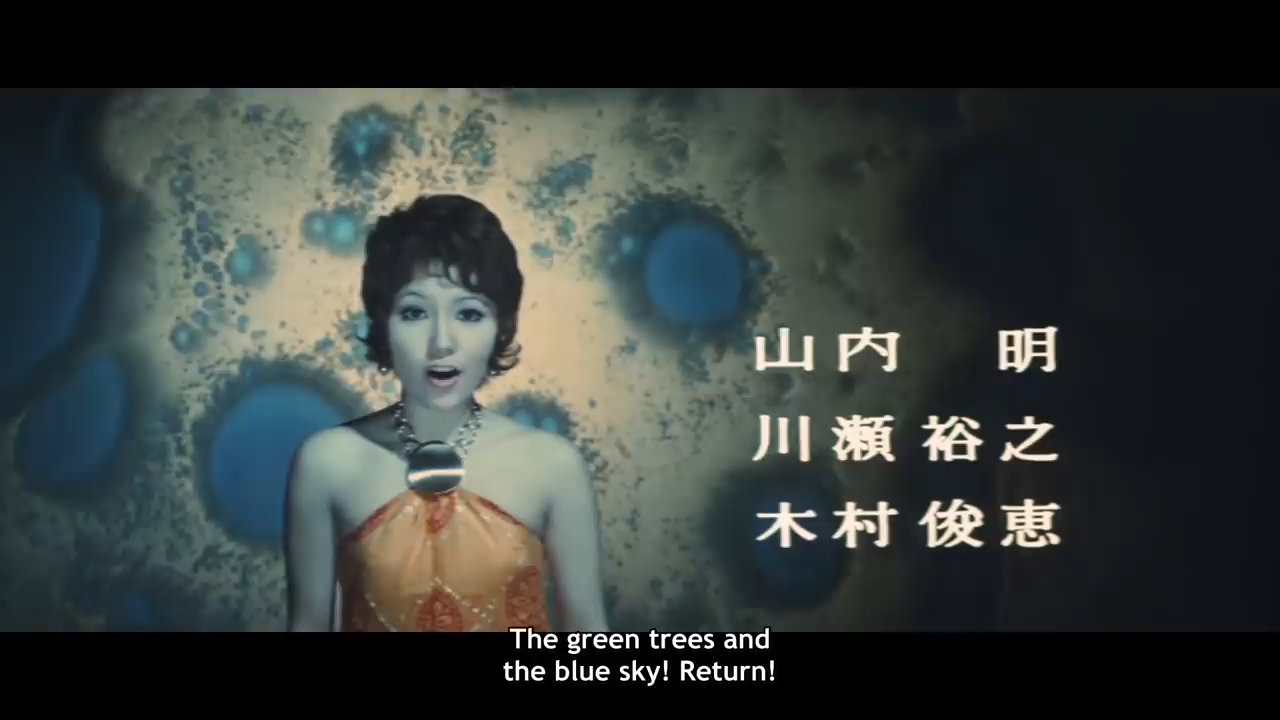 山内 明
川瀬裕之
木村俊恵
The green trees and
the blue sky! Return!